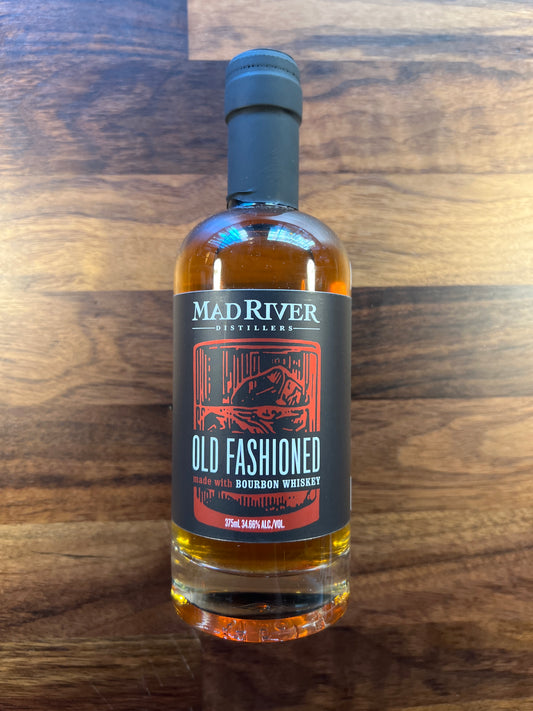 MAD RIVER
DISTILLERS
OLD FASHIONED
made with BOURBON WHISKEY
375mL 34.66% ALC./VOL.